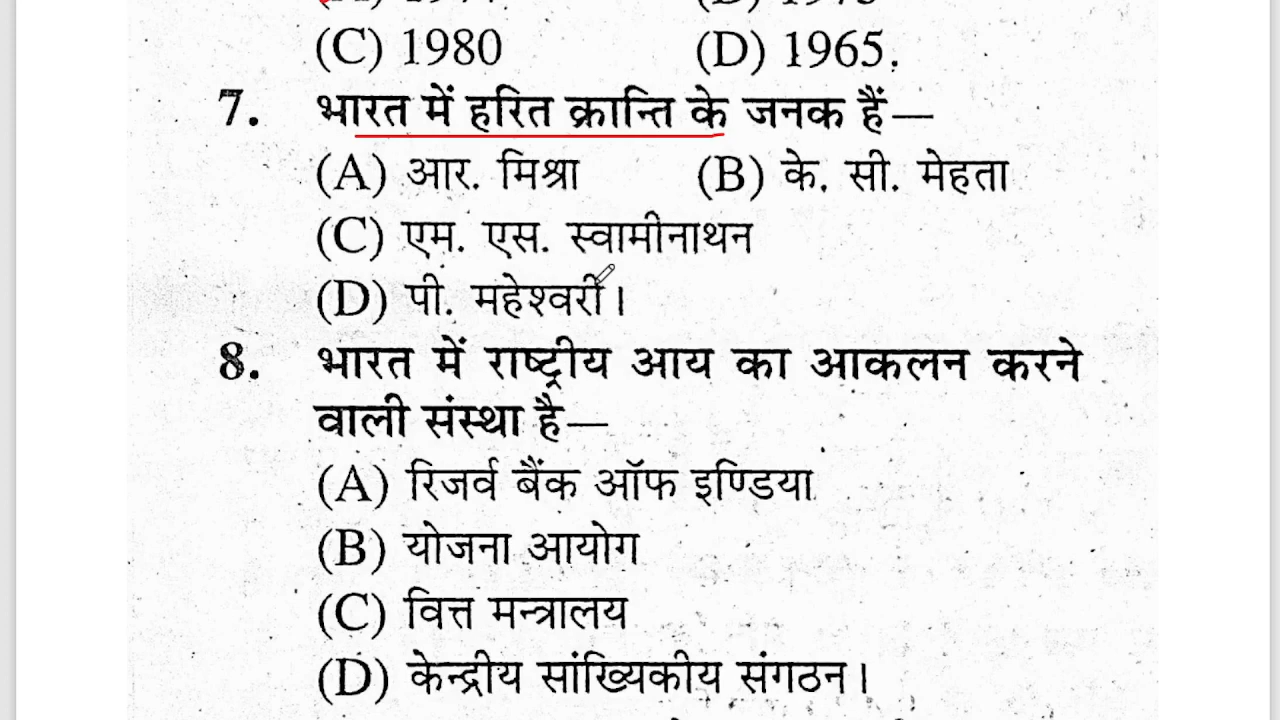 (C) 1980 (D) 1965.
7. भारत में हरित क्रान्ति के जनक हैं—
(A) आर. मिश्रा (B) के. सी. मेहता
(C) एम. एस. स्वामीनाथन
(D) पी. महेश्वरी।
8. भारत में राष्ट्रीय आय का आकलन करने
वाली संस्था है—
(A) रिजर्व बैंक ऑफ इण्डिया
(B) योजना आयोग
(C) वित्त मन्त्रालय
(D) केन्द्रीय सांख्यिकीय संगठन।